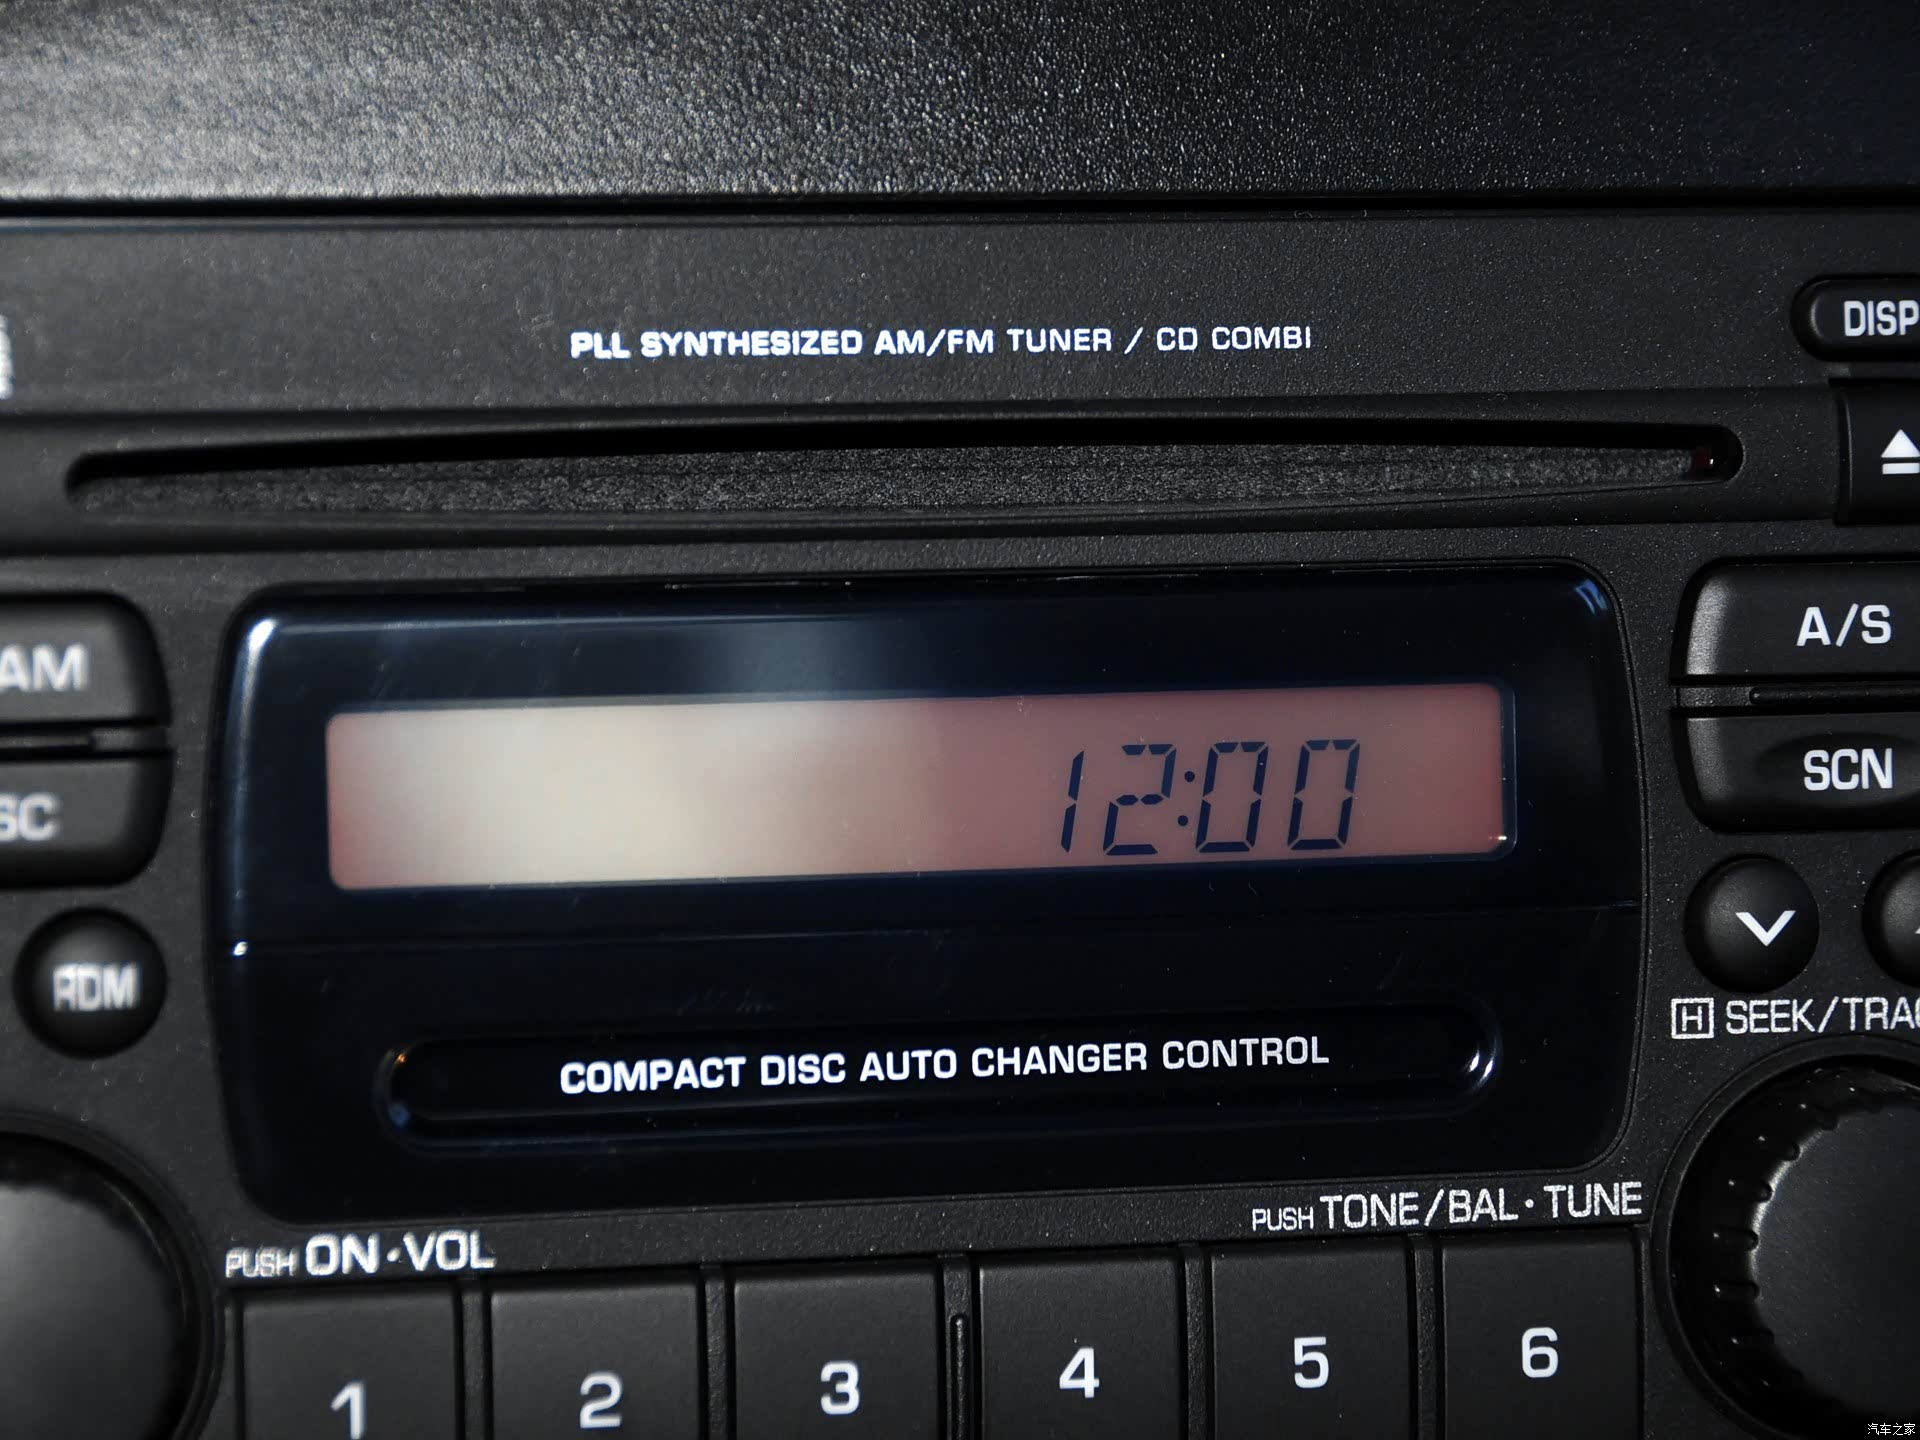 PLL SYNTHESIZED AM/FM TUNER / CD COMBI
DISP
A/S
AM
12:00
SCN
SC
RDM
H SEEK/TRAC
COMPACT DISC AUTO CHANGER CONTROL
PUSH TONE/BAL·TUNE
PUSH ON·VOL
1 2 3 4 5 6
汽车之家